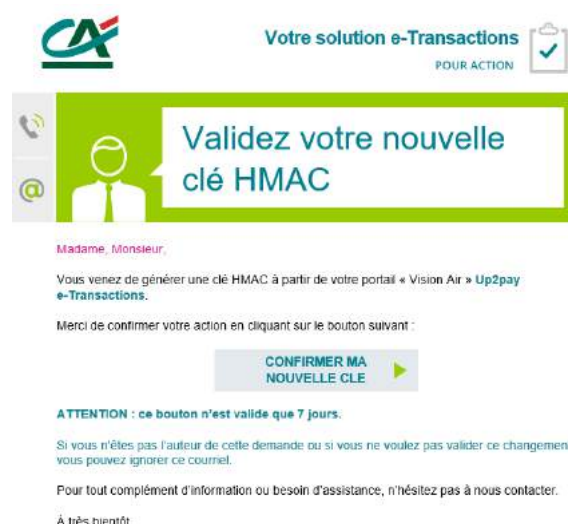 CA
Votre solution e-Transactions
POUR ACTION
@
Validez votre nouvelle
clé HMAC
Madame, Monsieur,
Vous venez de générer une clé HMAC à partir de votre portail « Vision Air » Up2pay
e-Transactions.
Merci de confirmer votre action en cliquant sur le bouton suivant :
CONFIRMER MA
NOUVELLE CLE
ATTENTION : ce bouton n'est valide que 7 jours.
Si vous n'êtes pas l'auteur de cette demande ou si vous ne voulez pas valider ce changemen
vous pouvez ignorer ce courriel.
Pour tout complément d'information ou besoin d'assistance, n'hésitez pas à nous contacter.
À très bientôt